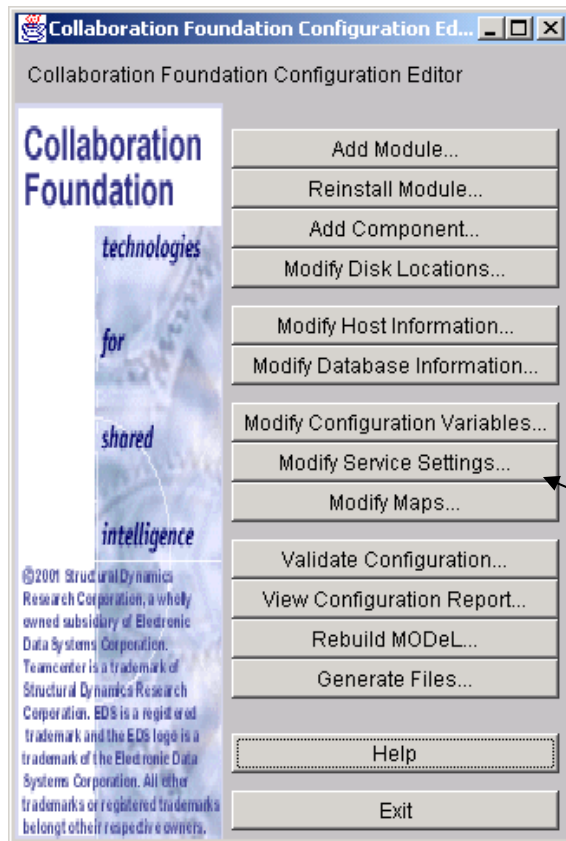 Collaboration Foundation Configuration Ed...
Collaboration Foundation Configuration Editor
Collaboration
Foundation
technologies
for
shared
intelligence
©2001 Structural Dynamics
Research Corporation, a wholly
owned subsidiary of Electronic
Data Systems Corporation.
Teamcenter is a trademark of
Structural Dynamics Research
Corporation. EDS is a registered
trademark and the EDS logo is a
trademark of the Electronic Data
Systems Corporation. All other
trademarks or registered trademarks
belong t otheir respective owners.
Add Module...
Reinstall Module...
Add Component...
Modify Disk Locations...
Modify Host Information...
Modify Database Information...
Modify Configuration Variables...
Modify Service Settings...
Modify Maps...
Validate Configuration...
View Configuration Report...
Rebuild MODeL...
Generate Files...
Help
Exit